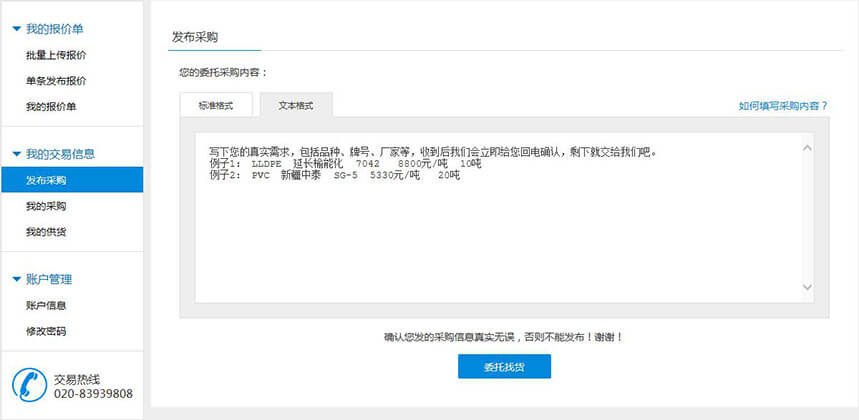 我的报价单
批量上传报价
单条发布报价
我的报价单
我的交易信息
发布采购
我的采购
我的供货
账户管理
账户信息
修改密码
交易热线
020-83939808
发布采购
您的委托采购内容：
标准格式 文本格式 如何填写采购内容？
写下您的真实需求，包括品种、牌号、厂家等，收到后我们会立即给您回电确认，剩下就交给我们吧。
例子1： LLDPE 延长榆能化 7042 8800元/吨 10吨
例子2： PVC 新疆中泰 SG-5 5330元/吨 20吨
确认您发的采购信息真实无误，否则不能发布！谢谢！
委托找货